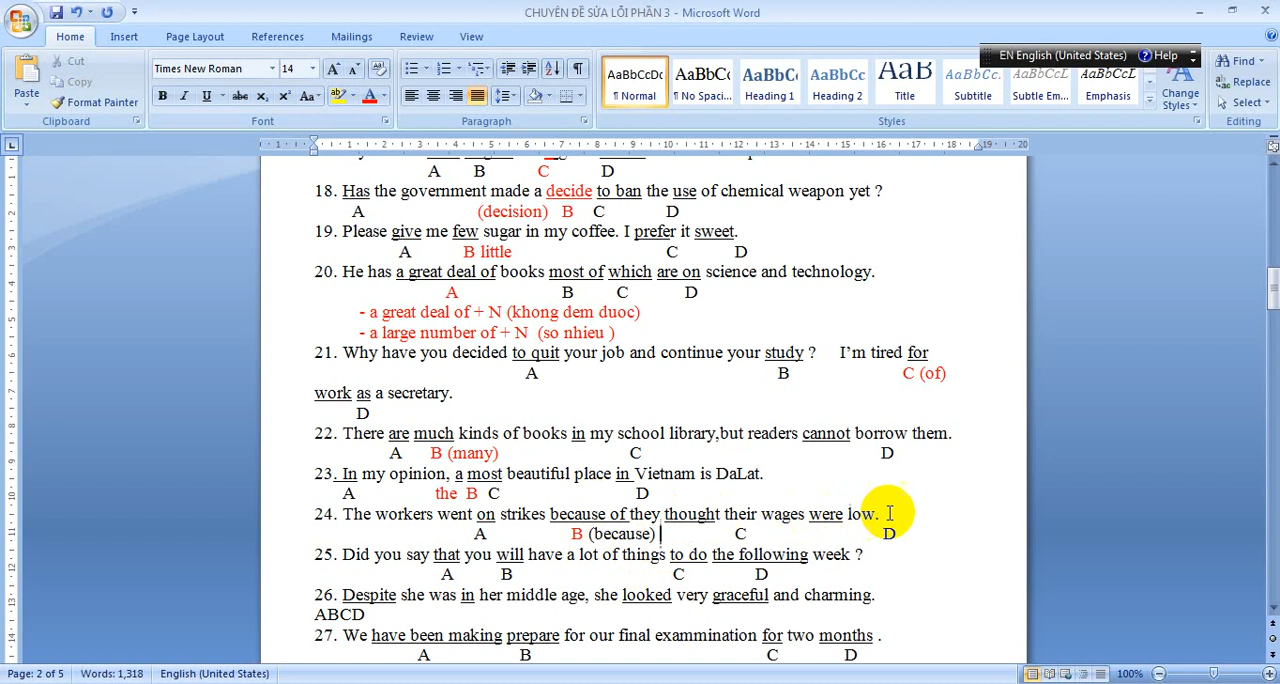 CHUYÊN ĐỀ SỬA LỖI PHẦN 3 - Microsoft Word
Home Insert Page Layout References Mailings Review View
EN English (United States) Help
Paste Cut Copy Format Painter
Clipboard
Times New Roman 14
Font
Paragraph
AaBbCcDc AaBbCc AaBbC AaBbCc AaB AaBbCc. AaBbCcL AaBbCcL
¶ Normal ¶ No Spaci... Heading 1 Heading 2 Title Subtitle Subtle Em... Emphasis
Change Styles
Styles
Find Replace Select
Editing
A B C D
18. Has the government made a decide to ban the use of chemical weapon yet ?
A (decision) B C D
19. Please give me few sugar in my coffee. I prefer it sweet.
A B little C D
20. He has a great deal of books most of which are on science and technology.
A B C D
- a great deal of + N (khong dem duoc)
- a large number of + N (so nhieu )
21. Why have you decided to quit your job and continue your study ? I’m tired for
A B C (of)
work as a secretary.
D
22. There are much kinds of books in my school library,but readers cannot borrow them.
A B (many) C D
23. In my opinion, a most beautiful place in Vietnam is DaLat.
A the B C D
24. The workers went on strikes because of they thought their wages were low.
A B (because) C D
25. Did you say that you will have a lot of things to do the following week ?
A B C D
26. Despite she was in her middle age, she looked very graceful and charming.
ABCD
27. We have been making prepare for our final examination for two months .
A B C D
Page: 2 of 5 Words: 1,318 English (United States) 100%